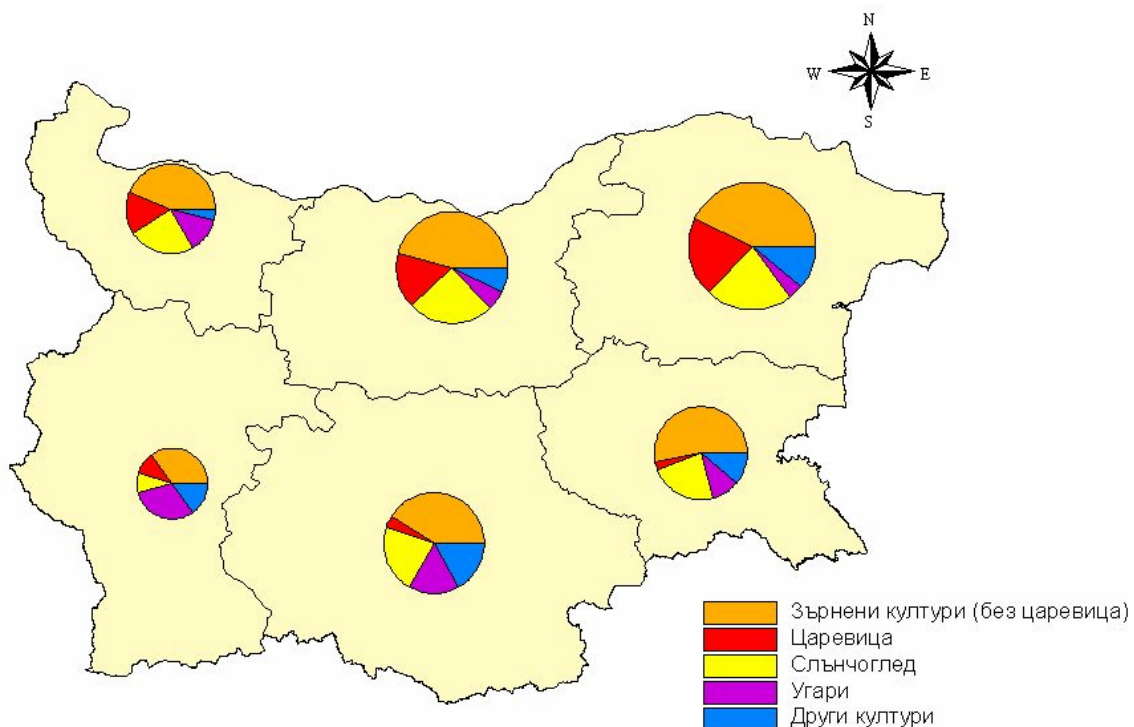 N
W E
S
Зърнени култури (без царевица)
Царевица
Слънчоглед
Угари
Други култури